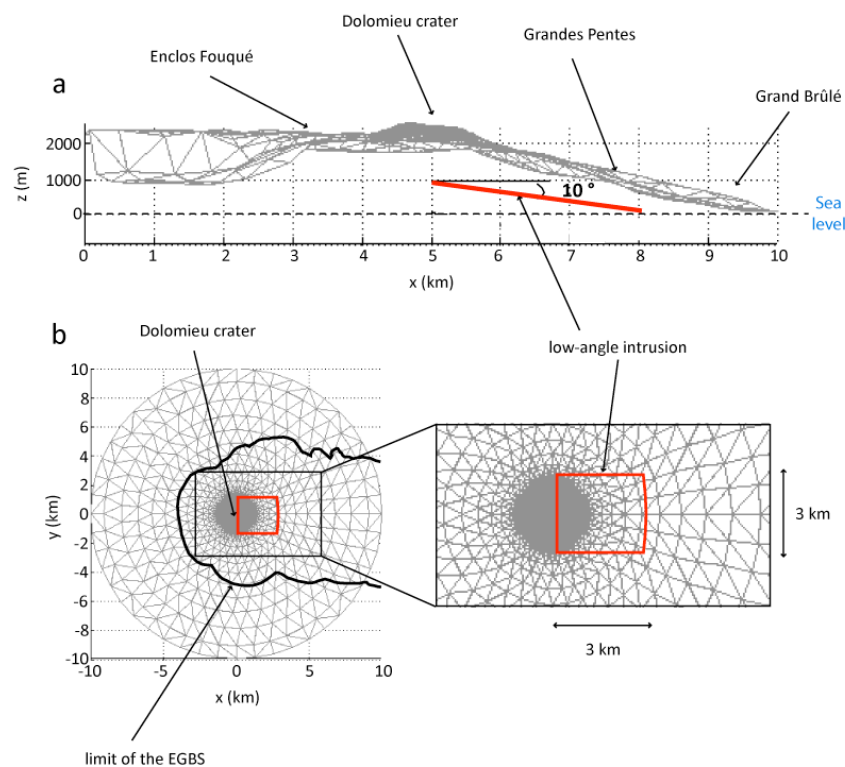 Dolomieu crater
Grandes Pentes
Enclos Fouqué
a
Grand Brûlé
2000
1000
0
z (m)
10 °
Sea
level
0 1 2 3 4 5 6 7 8 9 10
x (km)
b
Dolomieu crater
low-angle intrusion
10
8
6
4
2
0
-2
-4
-6
-8
-10
y (km)
-10 -5 0 5 10
x (km)
3 km
3 km
limit of the EGBS